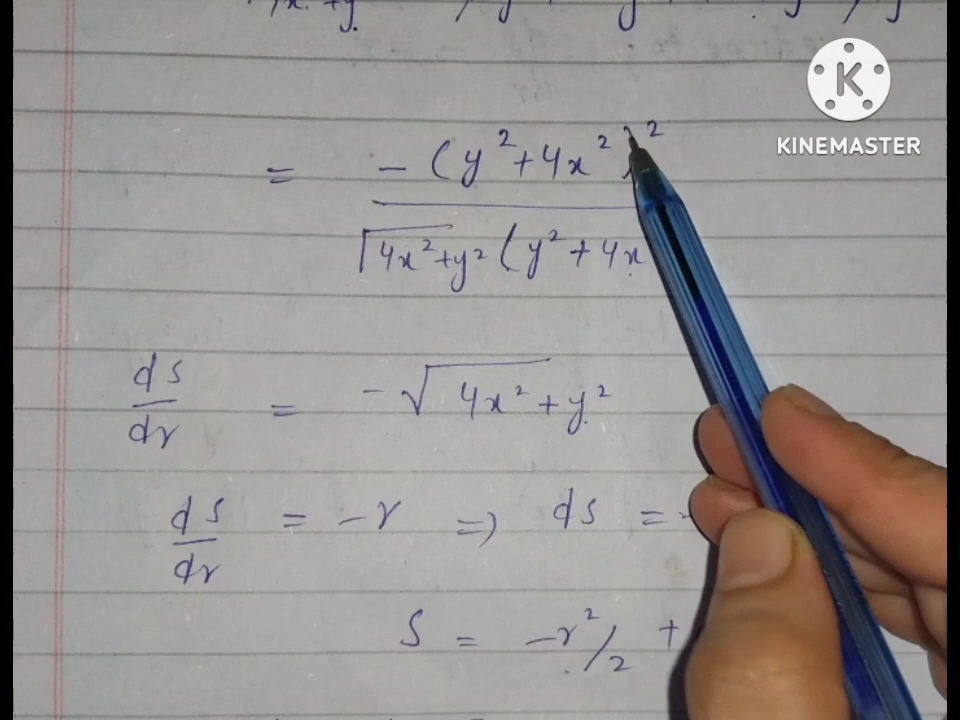 K
KINEMASTER
= - (y² + 4x²)²
√4x² + y² (y² + 4x
ds/dr = - √4x² + y²
ds/dr = -r => ds = -
S = -r²/2 +